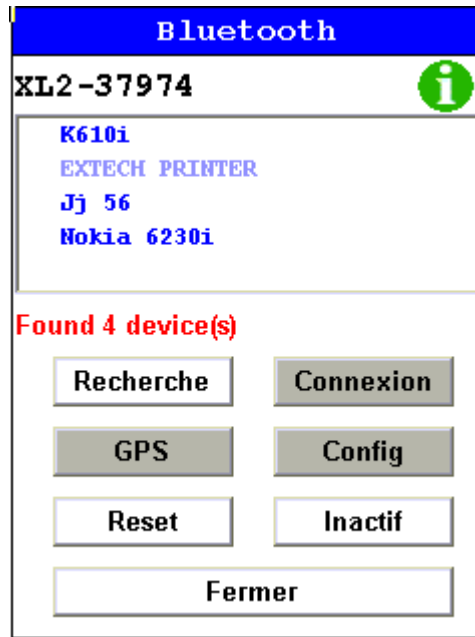 Bluetooth
XL2-37974
i
K610i
EXTECH PRINTER
Jj 56
Nokia 6230i
Found 4 device(s)
Recherche Connexion
GPS Config
Reset Inactif
Fermer